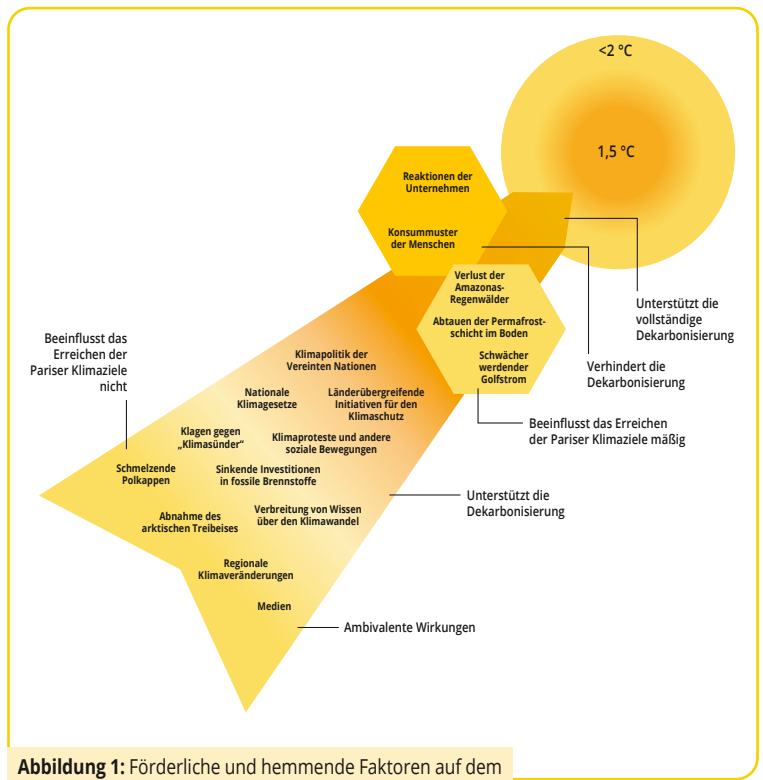 <2 °C
1,5 °C
Reaktionen der
Unternehmen
Konsummuster
der Menschen
Verlust der
Amazonas-
Regenwälder
Abtauen der Permafrost-
schicht im Boden
Schwächer
werdender
Golfstrom
Unterstützt die
vollständige
Dekarbonisierung
Verhindert die
Dekarbonisierung
Beeinflusst das Erreichen
der Pariser Klimaziele mäßig
Beeinflusst das
Erreichen der
Pariser Klimaziele
nicht
Klimapolitik der
Vereinten Nationen
Nationale
Klimagesetze
Länderübergreifende
Initiativen für den
Klimaschutz
Klagen gegen
„Klimasünder“
Klimaproteste und andere
soziale Bewegungen
Schmelzende
Polkappen
Sinkende Investitionen
in fossile Brennstoffe
Unterstützt die
Dekarbonisierung
Abnahme des
arktischen Treibeises
Verbreitung von Wissen
über den Klimawandel
Regionale
Klimaveränderungen
Medien
Ambivalente Wirkungen
Abbildung 1: Förderliche und hemmende Faktoren auf dem